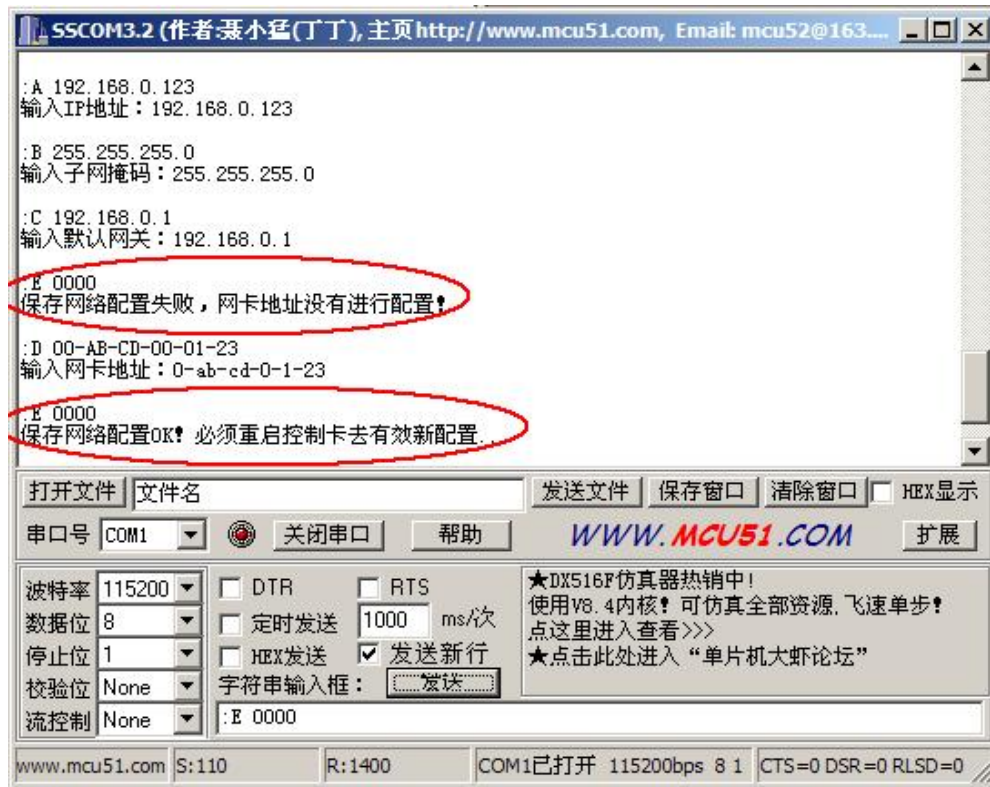 SSCOM3.2 (作者:聂小猛(丁丁), 主页http://www.mcu51.com, Email: mcu52@163....
:A 192.168.0.123
输入IP地址：192.168.0.123
:B 255.255.255.0
输入子网掩码：255.255.255.0
:C 192.168.0.1
输入默认网关：192.168.0.1
:E 0000
保存网络配置失败，网卡地址没有进行配置！
:D 00-AB-CD-00-01-23
输入网卡地址：0-ab-cd-0-1-23
:E 0000
保存网络配置OK！必须重启控制卡去有效新配置..
打开文件 文件名 发送文件 保存窗口 清除窗口 HEX显示
串口号 COM1 关闭串口 帮助 WWW.MCU51.COM 扩展
波特率 115200 DTR RTS
数据位 8 定时发送 1000 ms/次
停止位 1 HEX发送 发送新行
校验位 None 字符串输入框： 发送
流控制 None :E 0000
★DX516F仿真器热销中!
使用V8.4内核！可仿真全部资源,飞速单步！
点这里进入查看>>>
★点击此处进入“单片机大虾论坛”
www.mcu51.com S:110 R:1400 COM1已打开 115200bps 8 1 CTS=0 DSR=0 RLSD=0